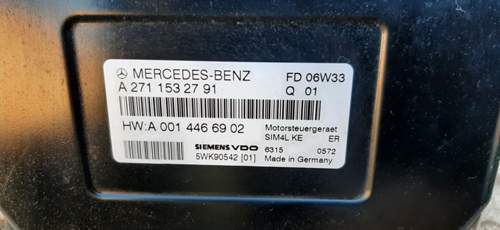 MERCEDES-BENZ FD 06W33
A 271 153 27 91 Q 01
HW:A 001 446 69 02 Motorsteuergeraet
SIM4L KE ER
SIEMENS VDO 6315 0572
5WK90542 [01] Made in Germany